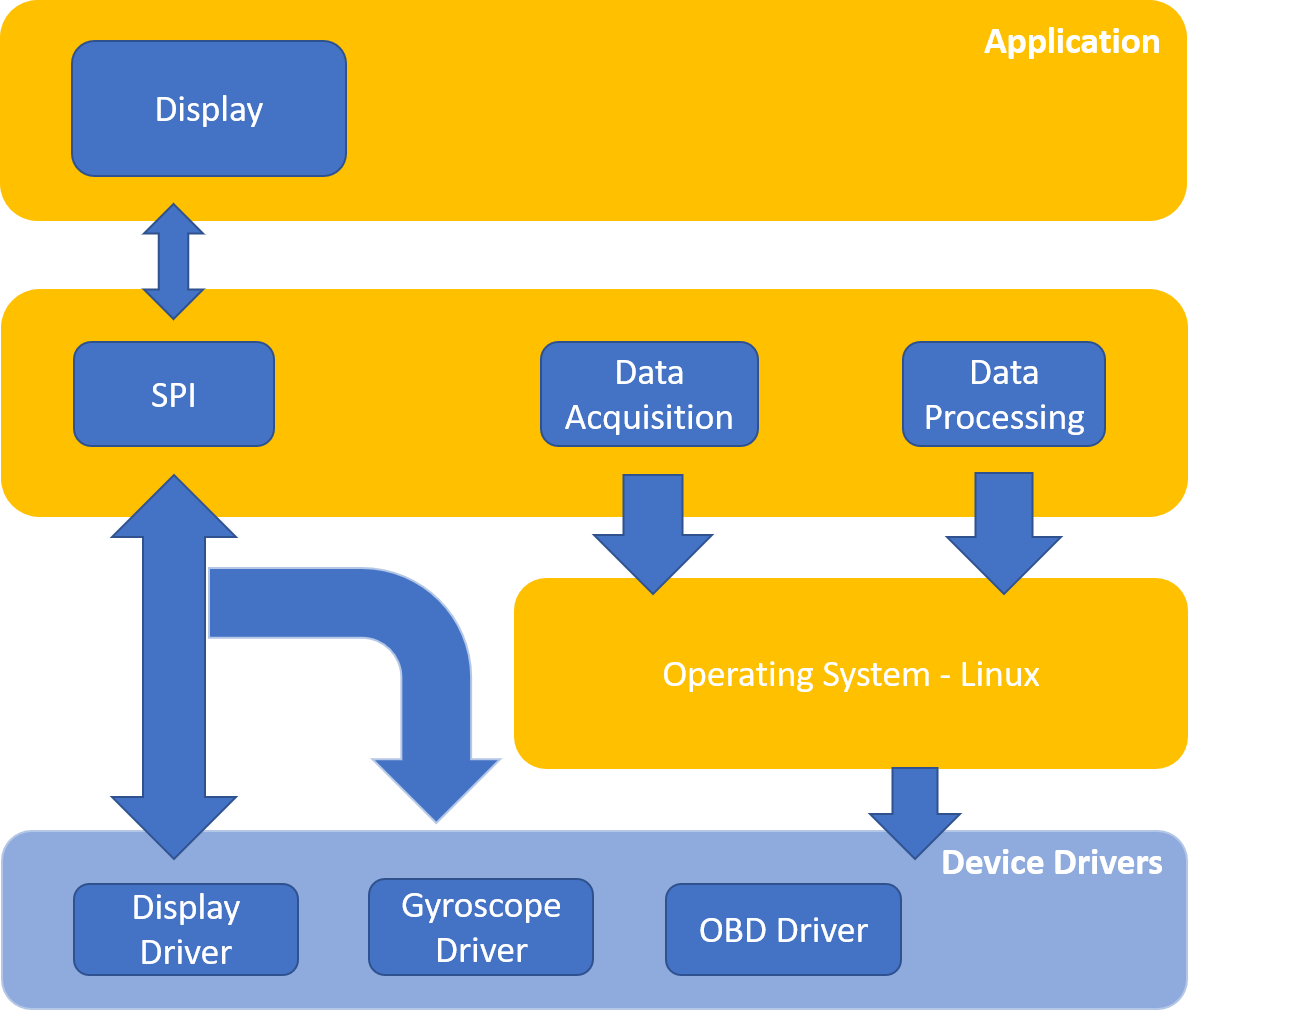 Application
Display
SPI
Data
Acquisition
Data
Processing
Operating System - Linux
Device Drivers
Display
Driver
Gyroscope
Driver
OBD Driver